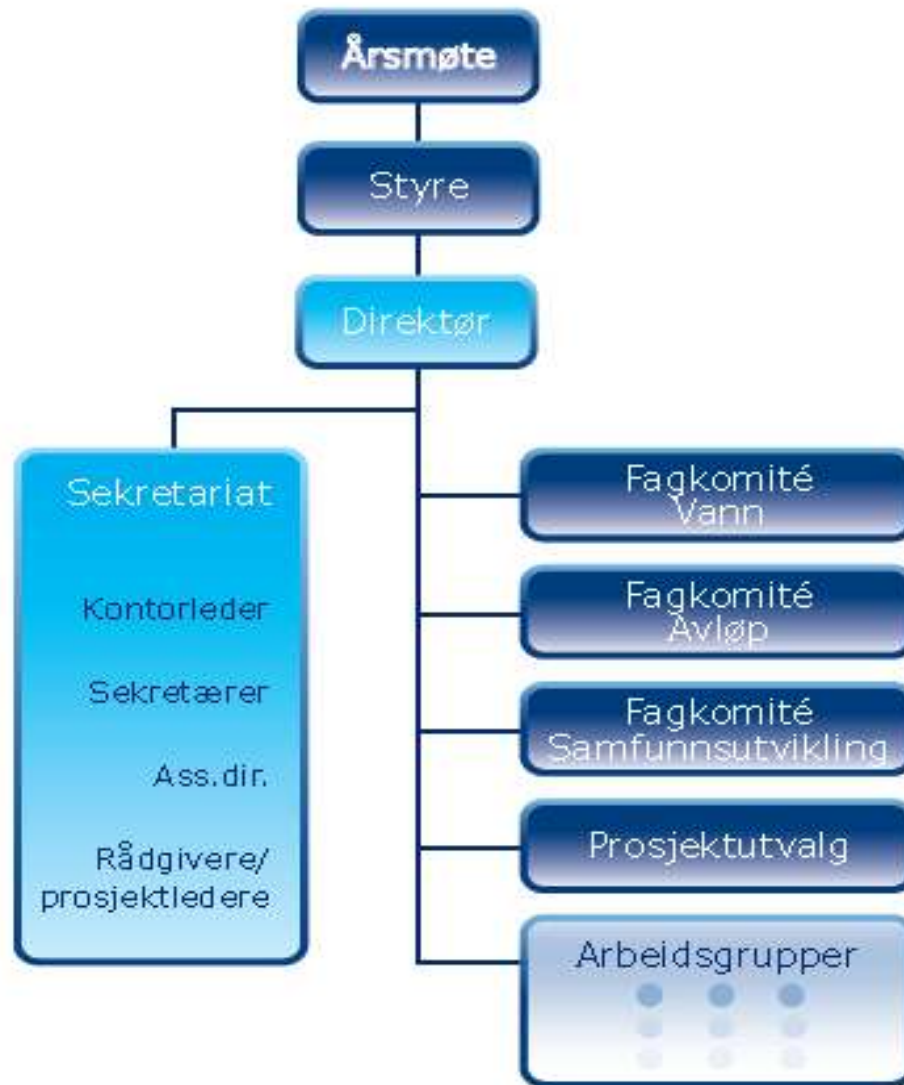 Årsmøte
Styre
Direktør
Sekretariat
Kontorleder
Sekretærer
Ass.dir.
Rådgivere/
prosjektledere
Fagkomité
Vann
Fagkomité
Avløp
Fagkomité
Samfunnsutvikling
Prosjektutvalg
Arbeidsgrupper